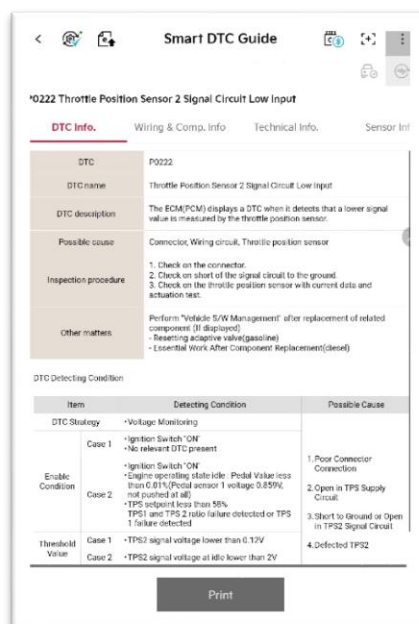 Smart DTC Guide
*0222 Throttle Position Sensor 2 Signal Circuit Low Input
DTC Info.
Wiring & Comp. Info
Technical Info.
Sensor Inf
DTC
P0222
DTC name
Throttle Position Sensor 2 Signal Circuit Low Input
DTC description
The ECM(PCM) displays a DTC when it detects that a lower signal
value is measured by the throttle position sensor.
Possible cause
Connector, Wiring circuit, Throttle position sensor
Inspection procedure
1. Check on the connector.
2. Check on short of the signal circuit to the ground.
3. Check on the throttle position sensor with current data and
actuation test.
Other matters
Perform "Vehicle S/W Management" after replacement of related
component (If displayed)
- Resetting adaptive valve(gasoline)
- Essential Work After Component Replacement(diesel)
DTC Detecting Condition
Item
Detecting Condition
Possible Cause
DTC Strategy
•Voltage Monitoring
Enable
Condition
Case 1
•Ignition Switch "ON"
•No relevant DTC present
Case 2
•Ignition Switch "ON"
•Engine operating state idle . Pedal Value less
than 0.01%(Pedal sensor 1 voltage 0.859V,
not pushed at all)
•TPS setpoint less than 56%
TPS1 and TPS 2 ratio failure detected or TPS
1 failure detected
Threshold
Value
Case 1
•TPS2 signal voltage lower than 0.12V
Case 2
•TPS2 signal voltage at idle lower than 2V
1.Poor Connector
Connection
2.Open in TPS Supply
Circuit
3.Short to Ground or Open
in TPS2 Signal Circuit
4.Defected TPS2
Print